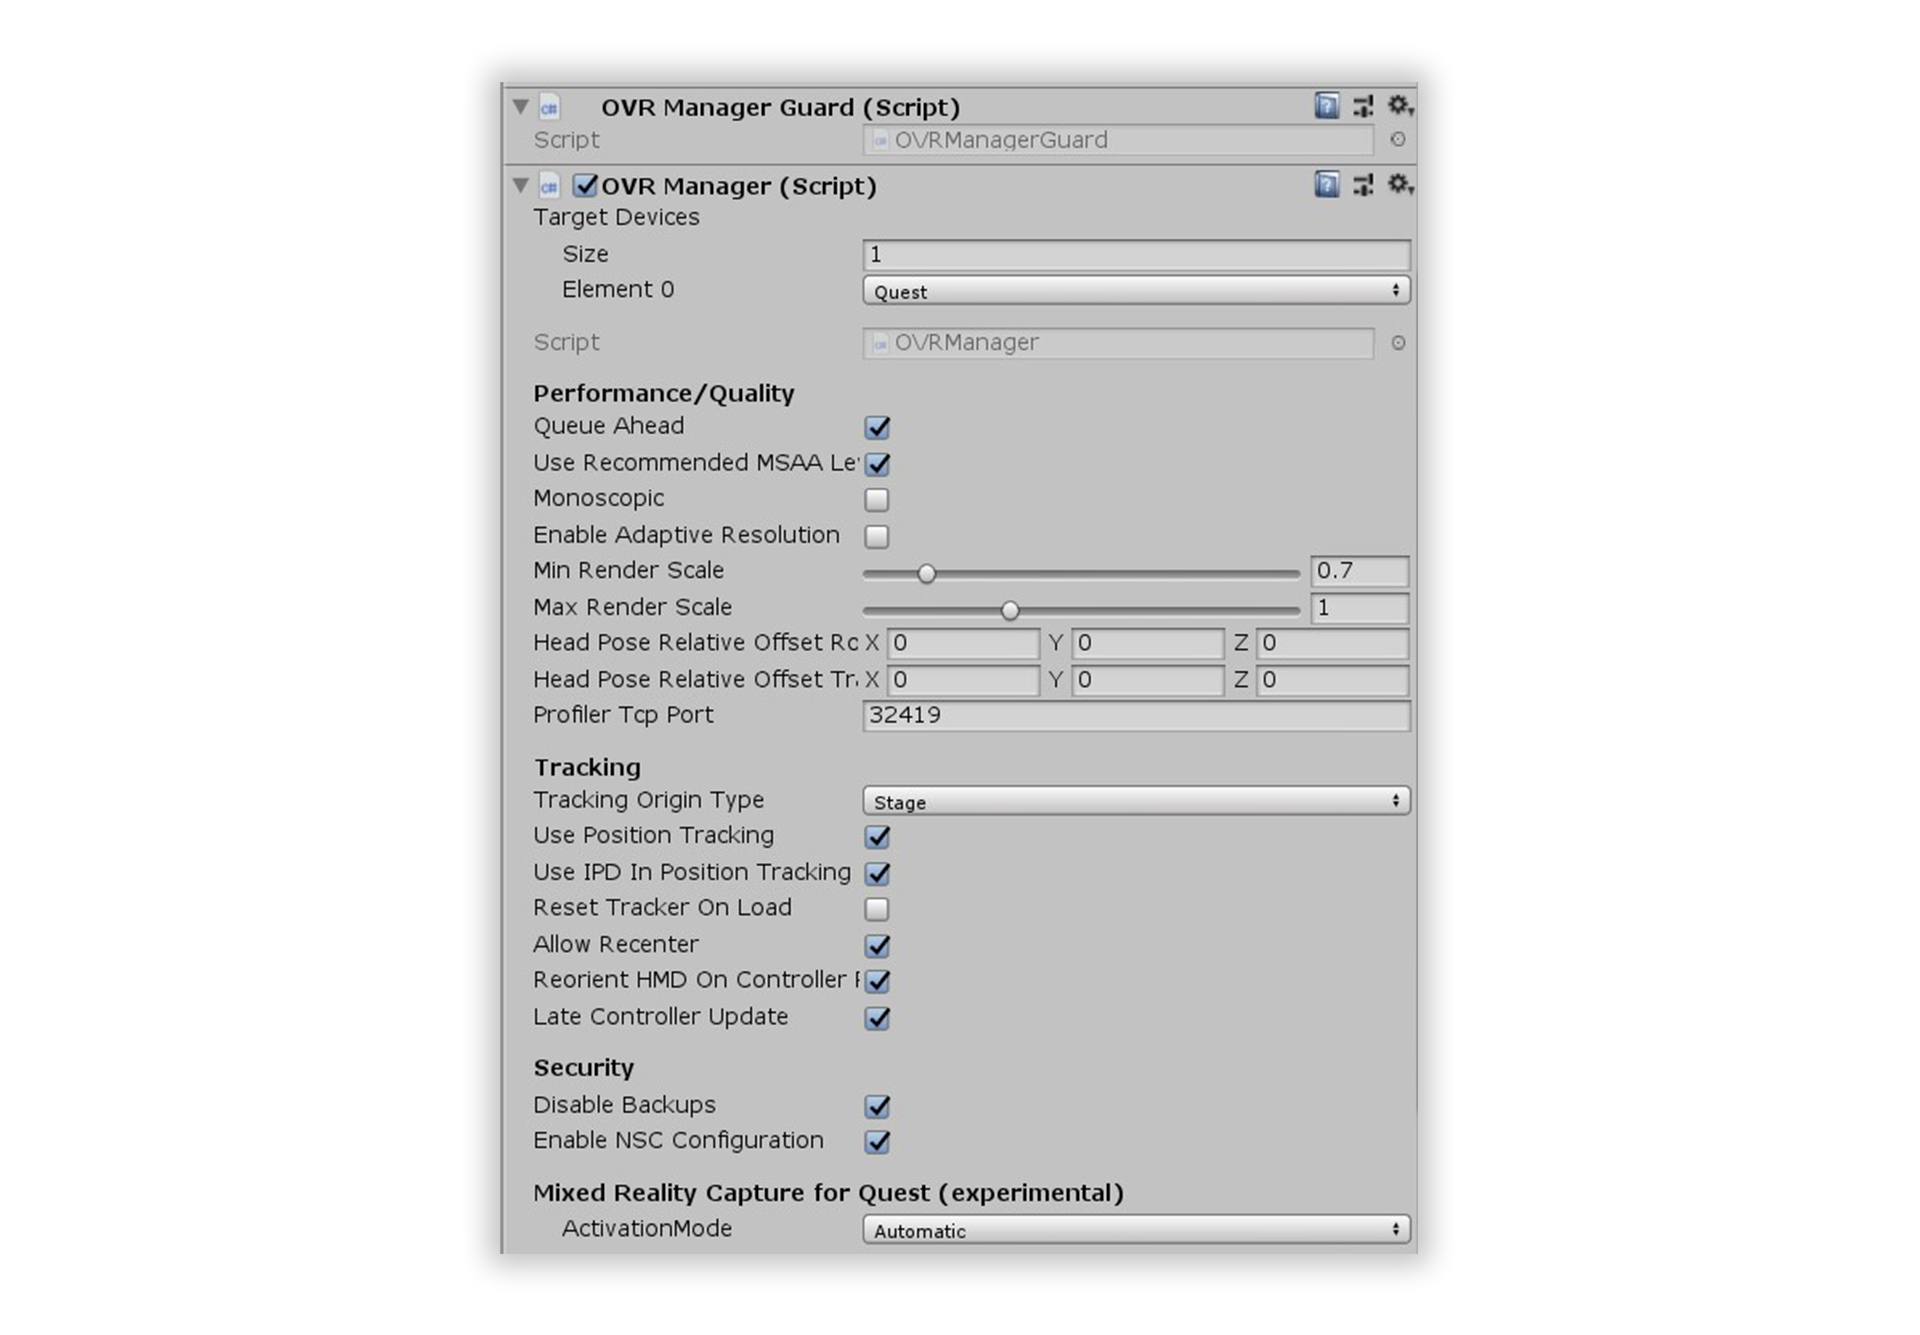 OVR Manager Guard (Script)
Script OVRManagerGuard
OVR Manager (Script)
Target Devices
Size 1
Element 0 Quest
Script OVRManager
Performance/Quality
Queue Ahead
Use Recommended MSAA Le
Monoscopic
Enable Adaptive Resolution
Min Render Scale 0.7
Max Render Scale 1
Head Pose Relative Offset Ro X 0 Y 0 Z 0
Head Pose Relative Offset Tr X 0 Y 0 Z 0
Profiler Tcp Port 32419
Tracking
Tracking Origin Type Stage
Use Position Tracking
Use IPD In Position Tracking
Reset Tracker On Load
Allow Recenter
Reorient HMD On Controller
Late Controller Update
Security
Disable Backups
Enable NSC Configuration
Mixed Reality Capture for Quest (experimental)
ActivationMode Automatic